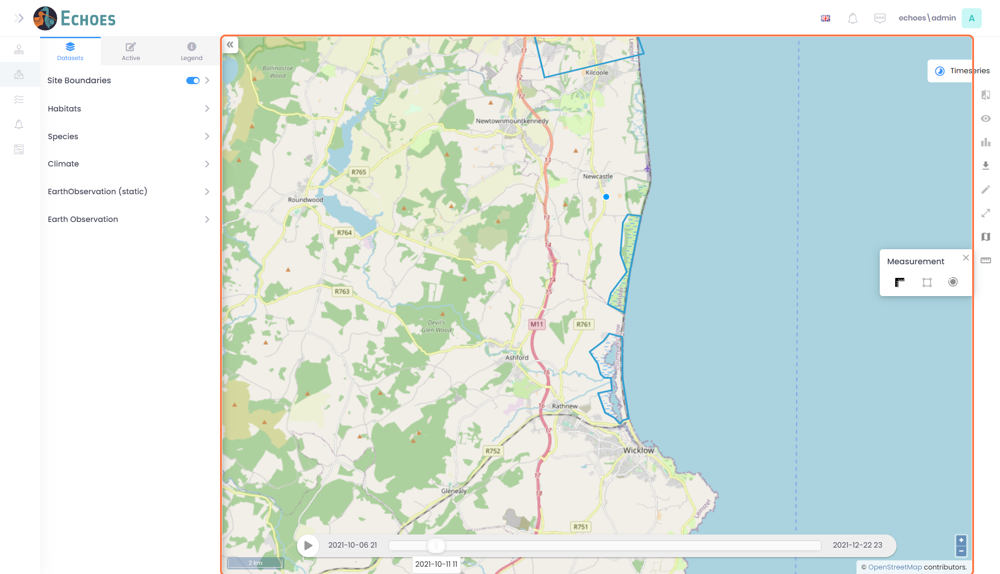 ECHOES
echoes\admin
A
Datasets
Active
Legend
Site Boundaries
Habitats
Species
Climate
EarthObservation (static)
Earth Observation
Timeseries
Measurement
11
Leinster
Ballinastoe
Wood
Kilcoole
12
12
Newtownmountkennedy
13
R765
Newcastle
Roundwood
13
R764
14
14
15
R763
Leinster
Devil's
Glen Wood
M11
R761
County Wicklow
Ashford
16
16
Rathnew
17
R752
Wicklow
17
Glenealy
18
Leinster
R751
2021-10-06 21
2021-12-22 23
2021-10-11 11
2 km
+
−
© OpenStreetMap contributors.